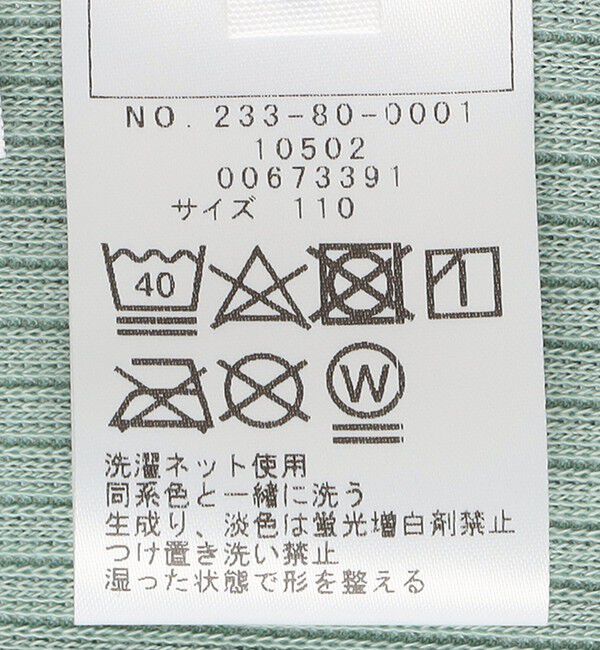 NO. 233-80-0001
10502
00673391
サイズ 110
40
W
洗濯ネット使用
同系色と一緒に洗う
生成り、淡色は蛍光増白剤禁止
つけ置き洗い禁止
湿った状態で形を整える